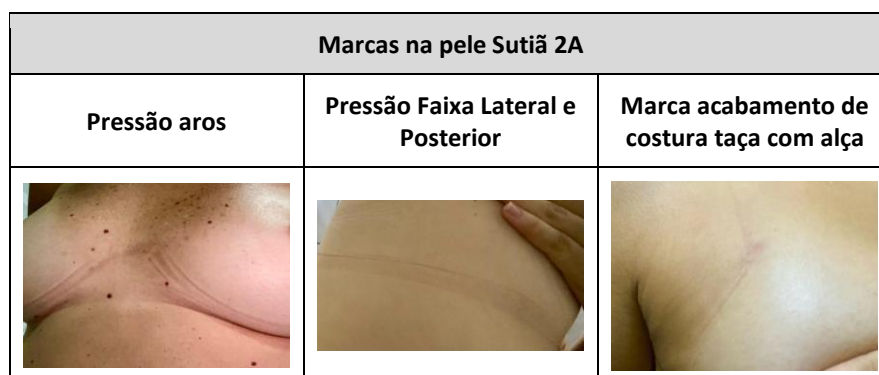 Marcas na pele Sutiã 2A
Pressão aros
Pressão Faixa Lateral e
Posterior
Marca acabamento de
costura taça com alça